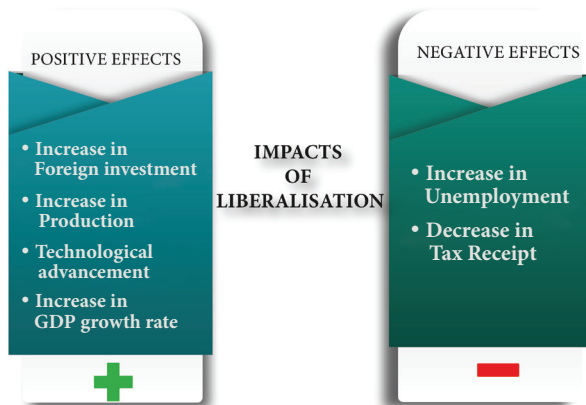 POSITIVE EFFECTS
• Increase in
Foreign investment
• Increase in
Production
• Technological
advancement
• Increase in
GDP growth rate
IMPACTS
OF
LIBERALISATION
NEGATIVE EFFECTS
• Increase in
Unemployment
• Decrease in
Tax Receipt